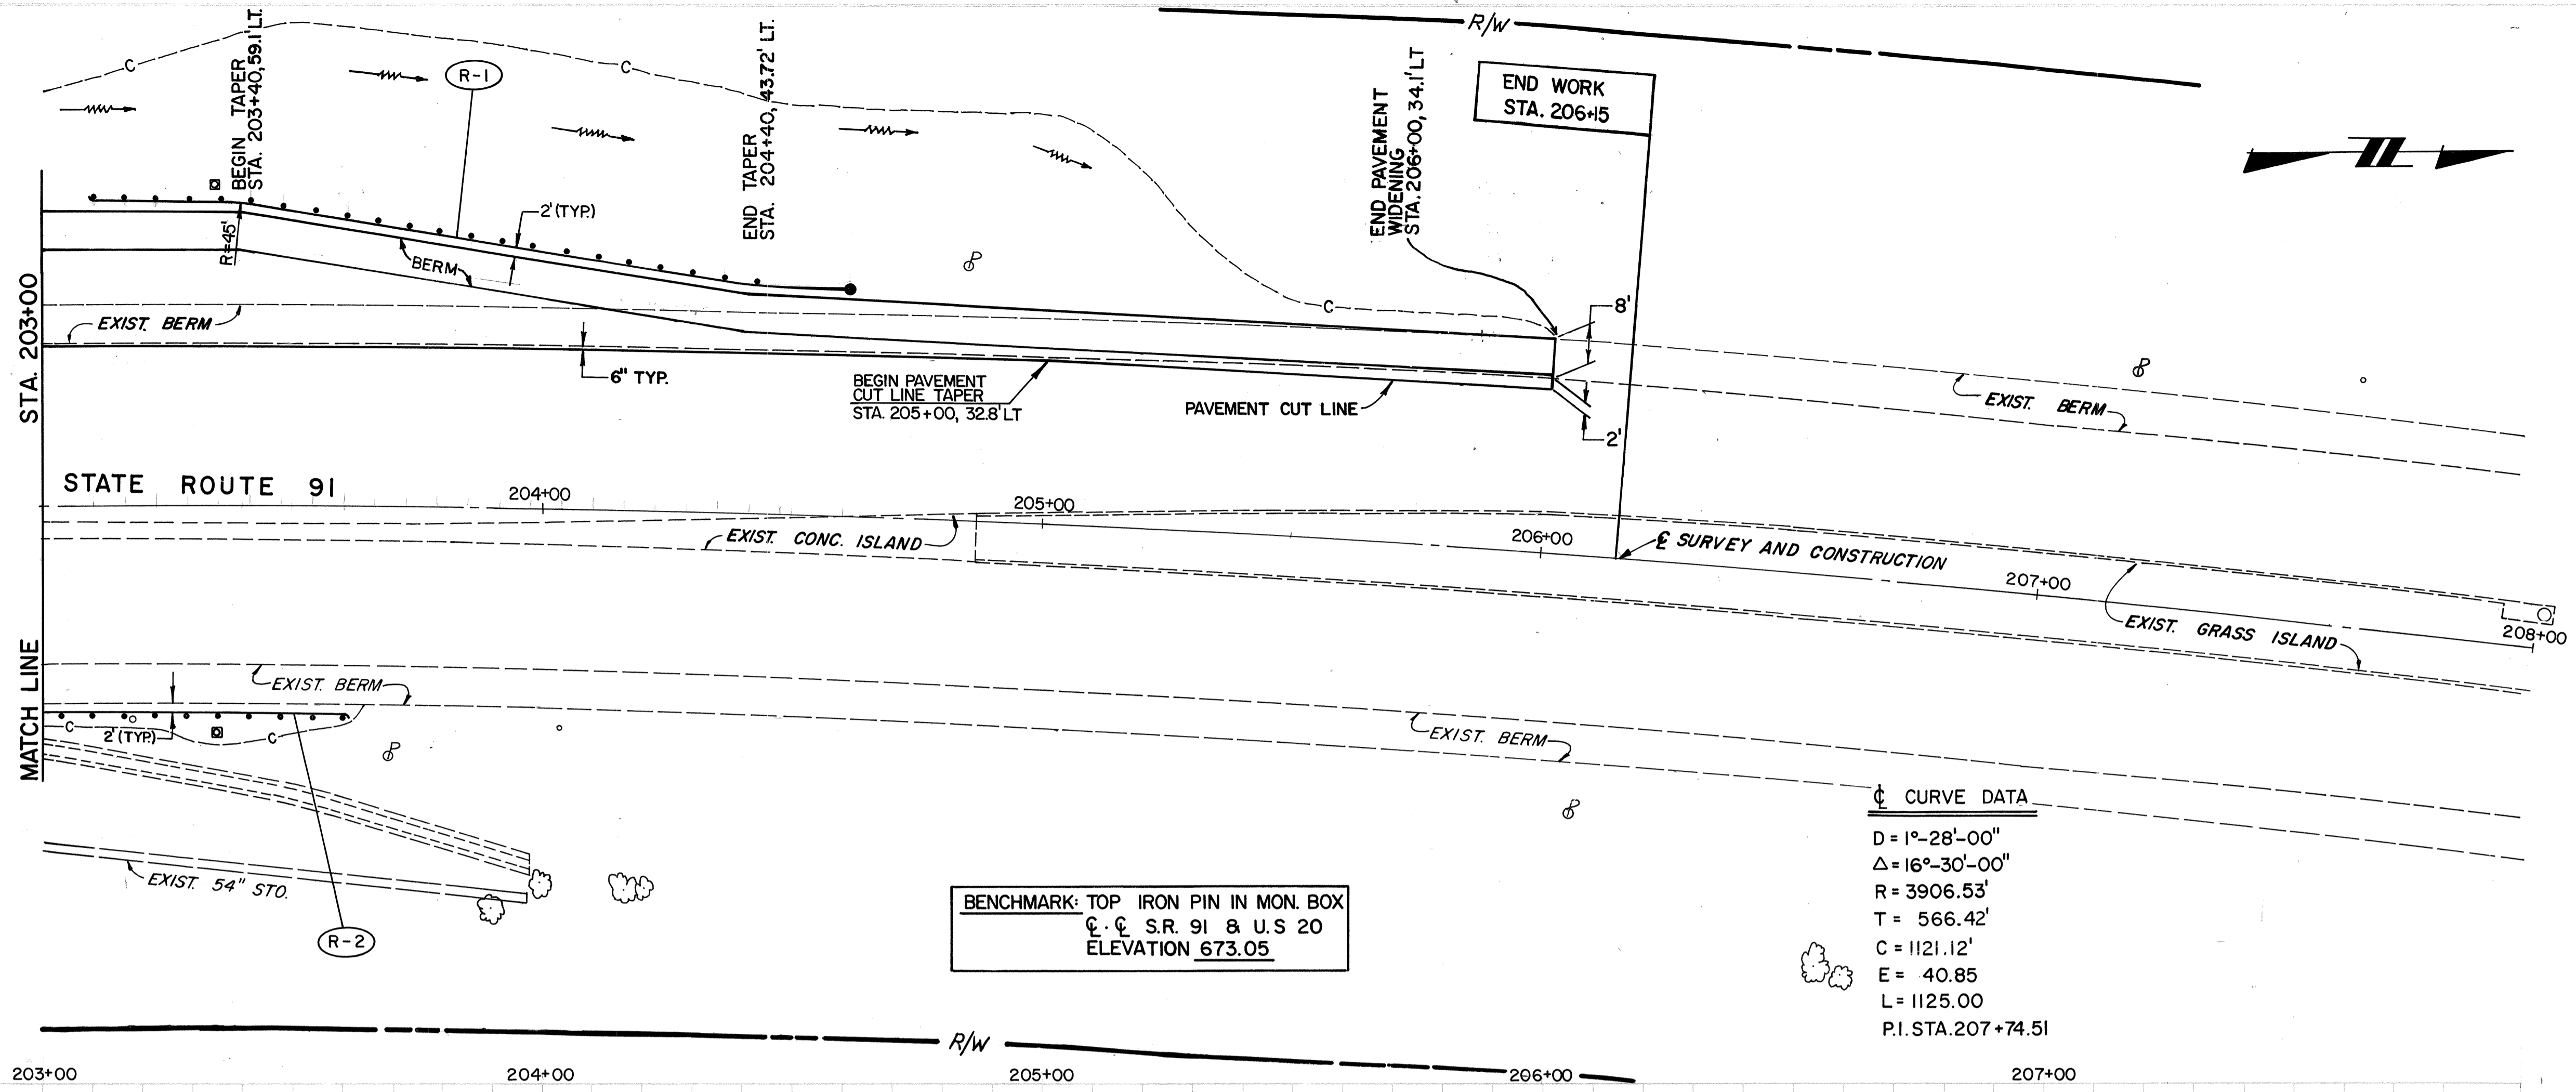 R/W
C
C
BEGIN TAPER
STA. 203+40, 59.1' LT.
R-1
END TAPER
STA. 204+40, 43.72' LT.
END PAVEMENT
WIDENING
STA. 206+00, 34.1' LT
END WORK
STA. 206+15
2' (TYP.)
R=45'
BERM
C
8'
EXIST. BERM
6" TYP.
BEGIN PAVEMENT
CUT LINE TAPER
STA. 205+00, 32.8' LT
PAVEMENT CUT LINE
2'
EXIST. BERM
STA. 203+00
MATCH LINE
STATE ROUTE 91
204+00
205+00
206+00
207+00
208+00
EXIST. CONC. ISLAND
℄ SURVEY AND CONSTRUCTION
EXIST. GRASS ISLAND
EXIST. BERM
C
2' (TYP.)
C
EXIST. BERM
EXIST. 54" STO.
R-2
BENCHMARK: TOP IRON PIN IN MON. BOX
℄ · ℄ S.R. 91 & U.S 20
ELEVATION 673.05
℄ CURVE DATA
D = 1°-28'-00"
Δ = 16°-30'-00"
R = 3906.53'
T = 566.42'
C = 1121.12'
E = 40.85
L = 1125.00
P.I. STA. 207+74.51
R/W
203+00
204+00
205+00
206+00
207+00